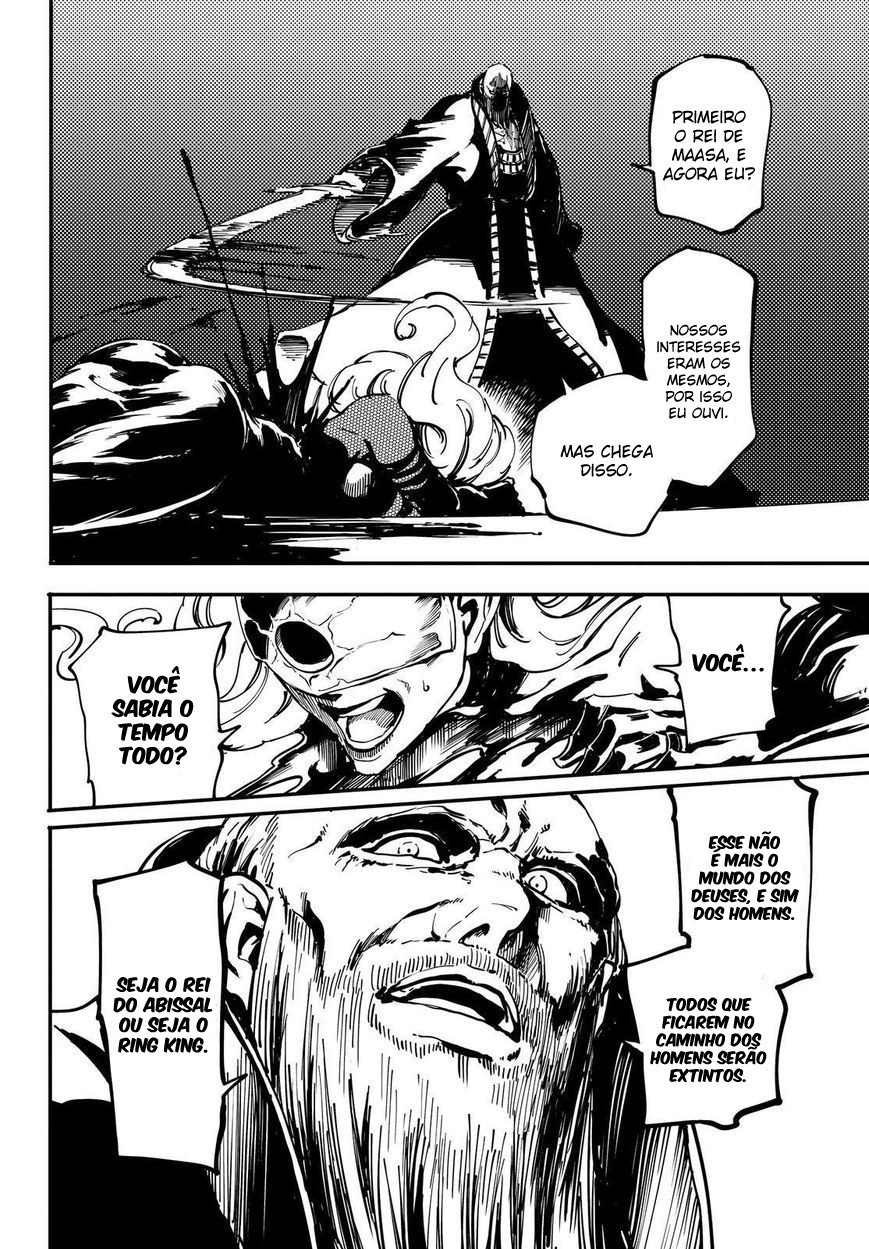 PRIMEIRO
O REI DE
MAASA, E
AGORA EU?
NOSSOS
INTERESSES
ERAM OS
MESMOS,
POR ISSO
EU OUVI.
MAS CHEGA
DISSO.
VOCÊ...
VOCÊ
SABIA O
TEMPO
TODO?
ESSE NÃO
É MAIS O
MUNDO DOS
DEUSES, E SIM
DOS HOMENS.
TODOS QUE
FICAREM NO
CAMINHO DOS
HOMENS SERÃO
EXTINTOS.
SEJA O REI
DO ABISSAL
OU SEJA O
RING KING.